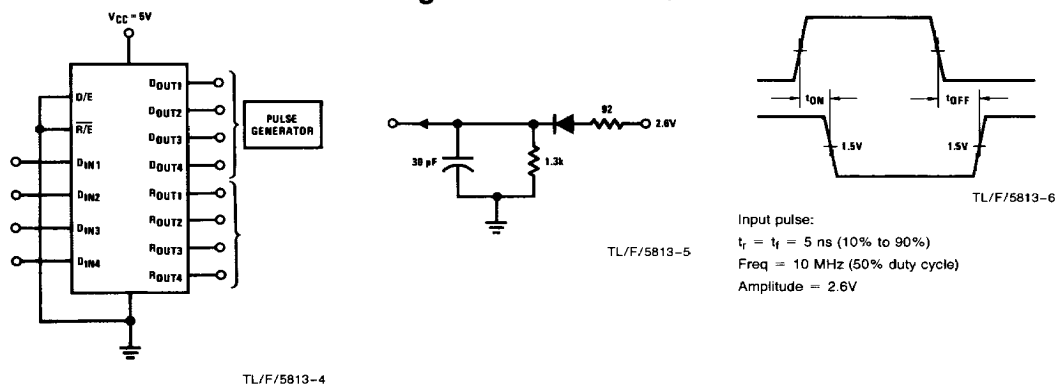 VCC = 5V
D/E
R/E
DIN1
DIN2
DIN3
DIN4
DOUT1
DOUT2
DOUT3
DOUT4
ROUT1
ROUT2
ROUT3
ROUT4
PULSE
GENERATOR
TL/F/5813-4
30 pF
1.3k
92
2.6V
TL/F/5813-5
tON
tOFF
1.5V
1.5V
TL/F/5813-6
Input pulse:
tr = tf = 5 ns (10% to 90%)
Freq = 10 MHz (50% duty cycle)
Amplitude = 2.6V